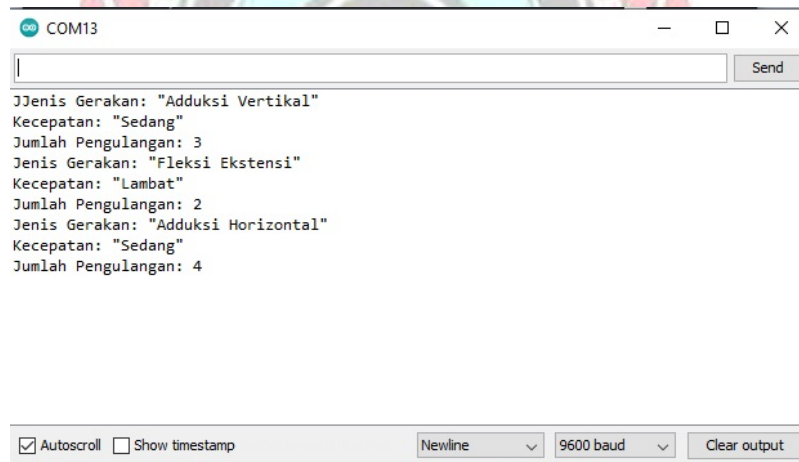 COM13
Send
JJenis Gerakan: "Adduksi Vertikal"
Kecepatan: "Sedang"
Jumlah Pengulangan: 3
Jenis Gerakan: "Fleksi Ekstensi"
Kecepatan: "Lambat"
Jumlah Pengulangan: 2
Jenis Gerakan: "Adduksi Horizontal"
Kecepatan: "Sedang"
Jumlah Pengulangan: 4
Autoscroll Show timestamp Newline 9600 baud Clear output